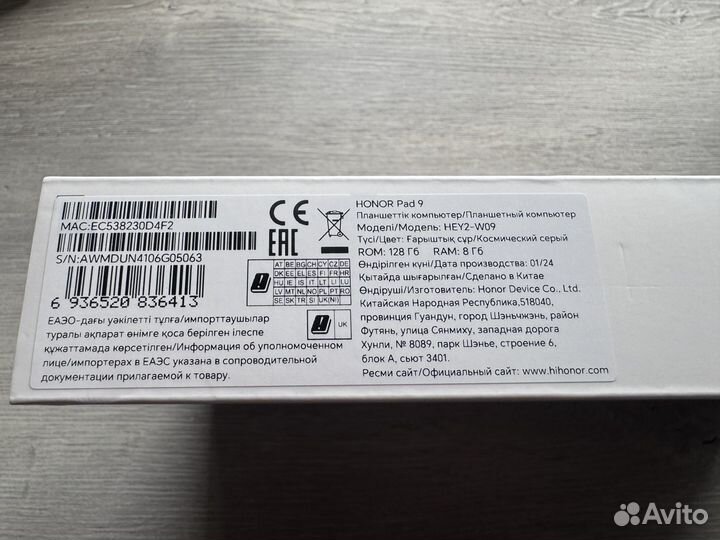 MAC:EC538230D4F2
S/N:AWMDUN4106G05063
6 936520 836413
CE
EAC
AT BE BG CH CY CZ DE
DK EE EL ES FI FR HR
HU IE IS IT LT LI LU
LV MT NL NO PL PT RO
SE SK TR SI UK(NI)
UK
ЕАЭО-дағы уәкілетті тұлға/импорттаушылар
туралы ақпарат өнімге қоса берілген ілеспе
құжаттамада көрсетілген/Информация об уполномоченном
лице/импортерах в ЕАЭС указана в сопроводительной
документации прилагаемой к товару.
HONOR Pad 9
Планшеттік компьютер/Планшетный компьютер
Моделі/Модель: HEY2-W09
Түсі/Цвет: Ғарыштық сұр/Космический серый
ROM: 128 Гб RAM: 8 Гб
Өндірілген күні/Дата производства: 01/24
Қытайда шығарылған/Сделано в Китае
Өндіруші/Изготовитель: Honor Device Co., Ltd.
Китайская Народная Республика,518040,
провинция Гуандун, город Шэньчжэнь, район
Футянь, улица Сянмиху, западная дорога
Хунли, № 8089, парк Шэнье, строение 6,
блок А, сьют 3401.
Ресми сайт/Официальный сайт: www.hihonor.com
Avito